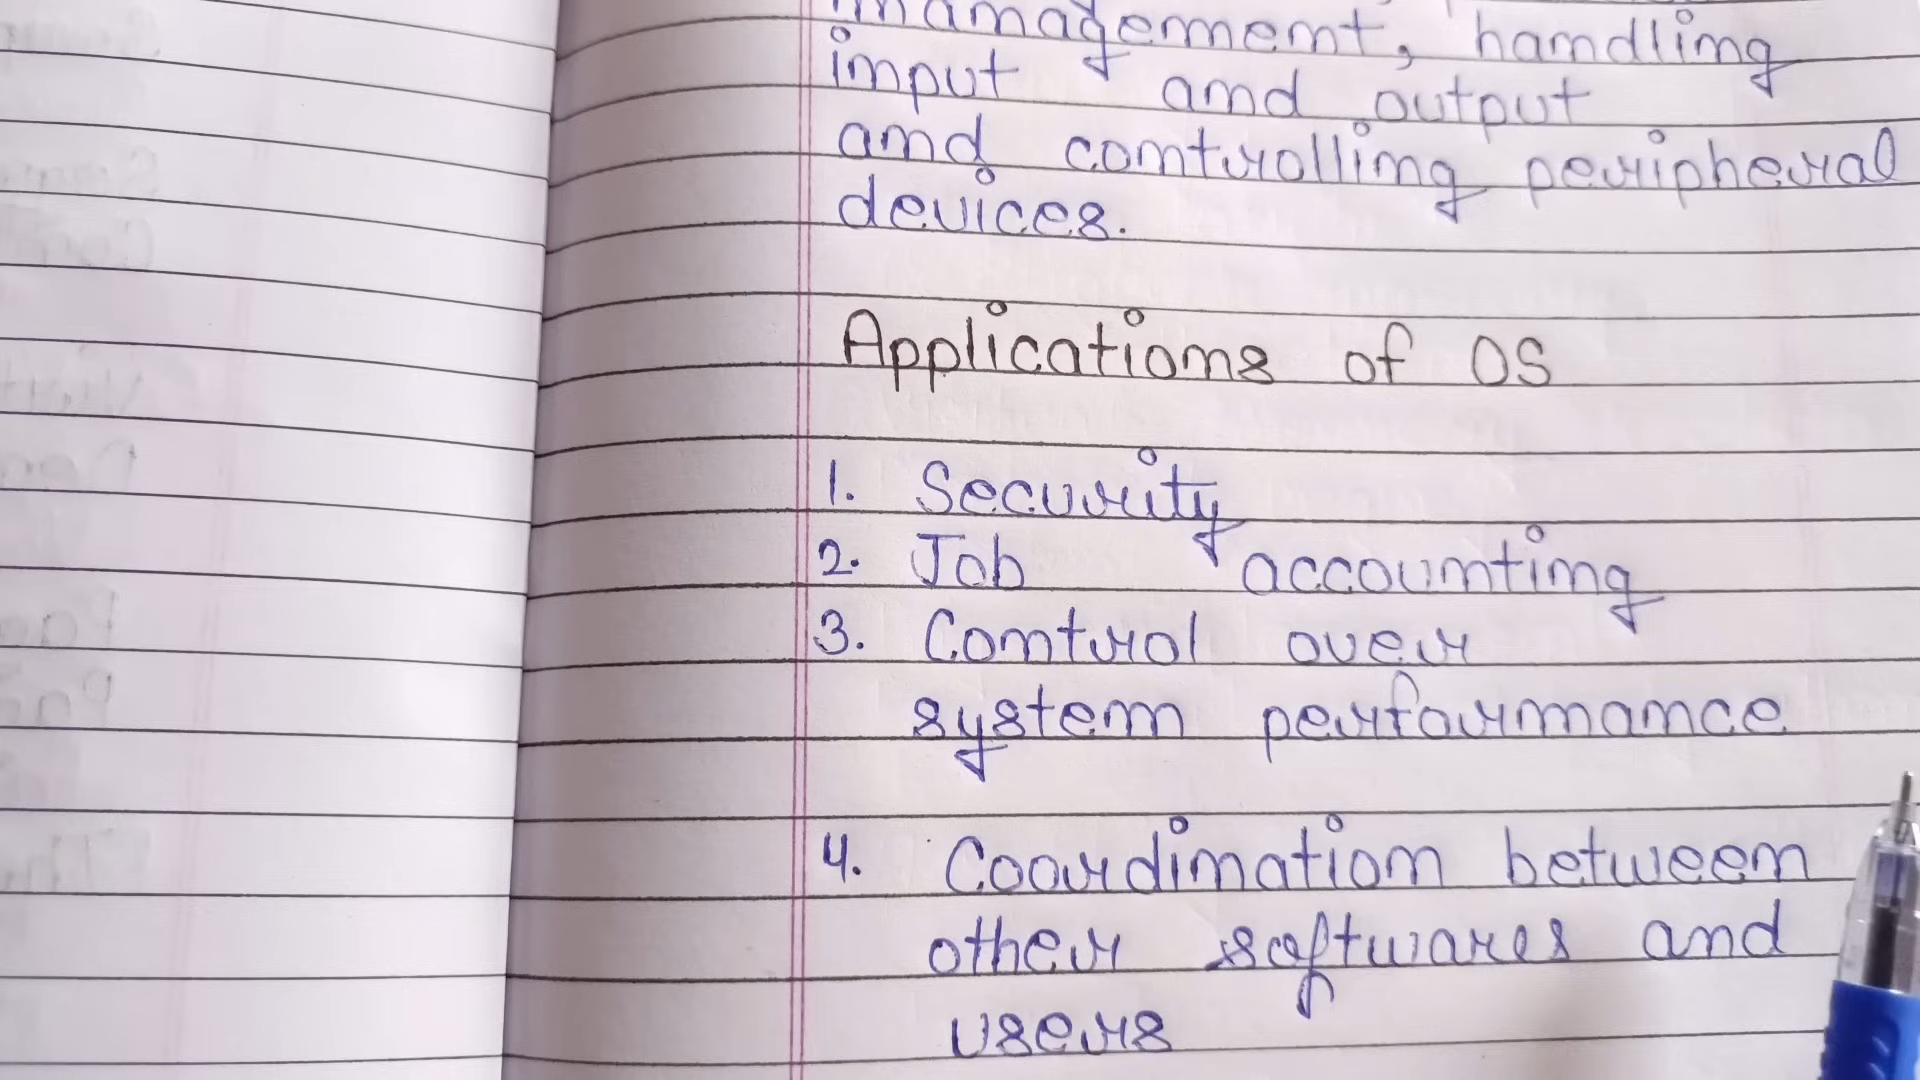 management, handling
input and output
and controlling peripheral
devices.
Applications of OS
1. Security
2. Job accounting
3. Control over
system performance
4. Coordination between
other softwares and
users